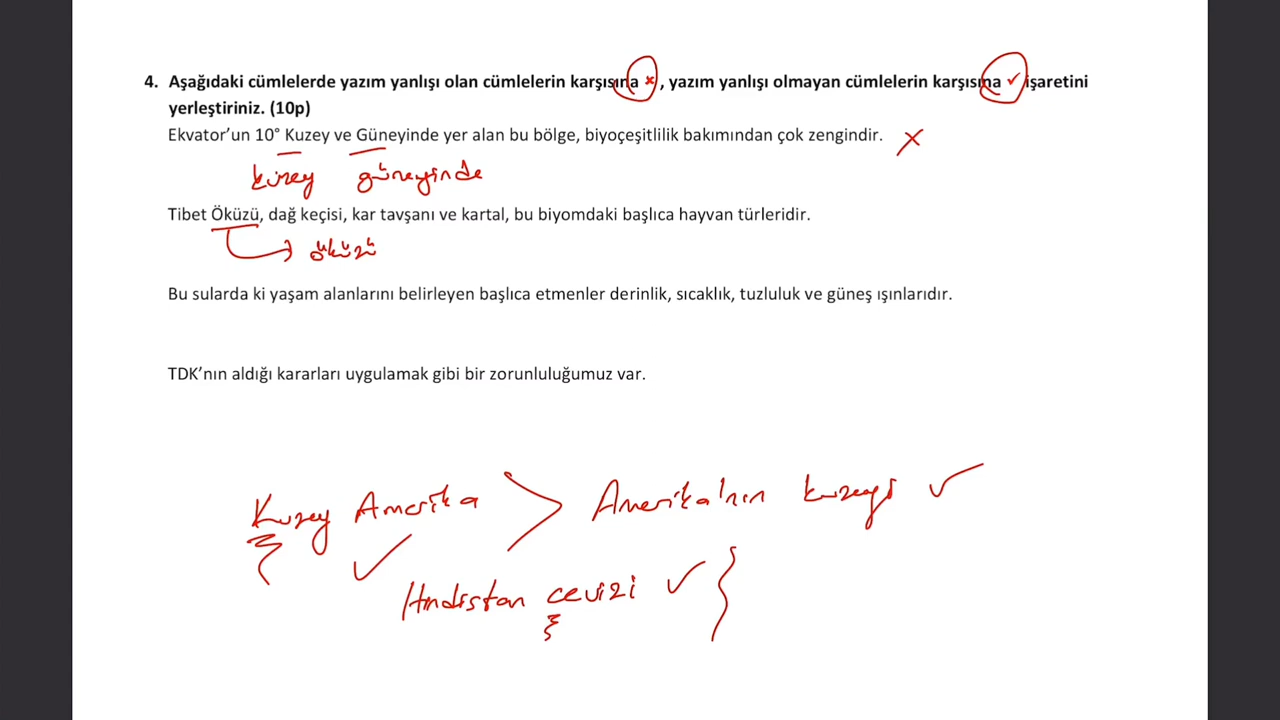 4. Aşağıdaki cümlelerde yazım yanlışı olan cümlelerin karşısına ×, yazım yanlışı olmayan cümlelerin karşısına ✓ işaretini
yerleştiriniz. (10p)
Ekvator’un 10° Kuzey ve Güneyinde yer alan bu bölge, biyoçeşitlilik bakımından çok zengindir. ×
kuzey güneyinde
Tibet Öküzü, dağ keçisi, kar tavşanı ve kartal, bu biyomdaki başlıca hayvan türleridir.
öküzü
Bu sularda ki yaşam alanlarını belirleyen başlıca etmenler derinlik, sıcaklık, tuzluluk ve güneş ışınlarıdır.
TDK’nın aldığı kararları uygulamak gibi bir zorunluluğumuz var.
Kuzey Amerika > Amerika'nın kuzeyi ✓
✓
Hindistan cevizi ✓ }